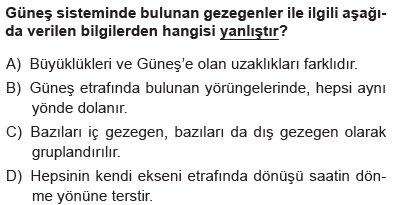 Güneş sisteminde bulunan gezegenler ile ilgili aşağı-
da verilen bilgilerden hangisi yanlıştır?
A) Büyüklükleri ve Güneş'e olan uzaklıkları farklıdır.
B) Güneş etrafında bulunan yörüngelerinde, hepsi aynı
yönde dolanır.
C) Bazıları iç gezegen, bazıları da dış gezegen olarak
gruplandırılır.
D) Hepsinin kendi ekseni etrafında dönüşü saatin dön-
me yönüne terstir.